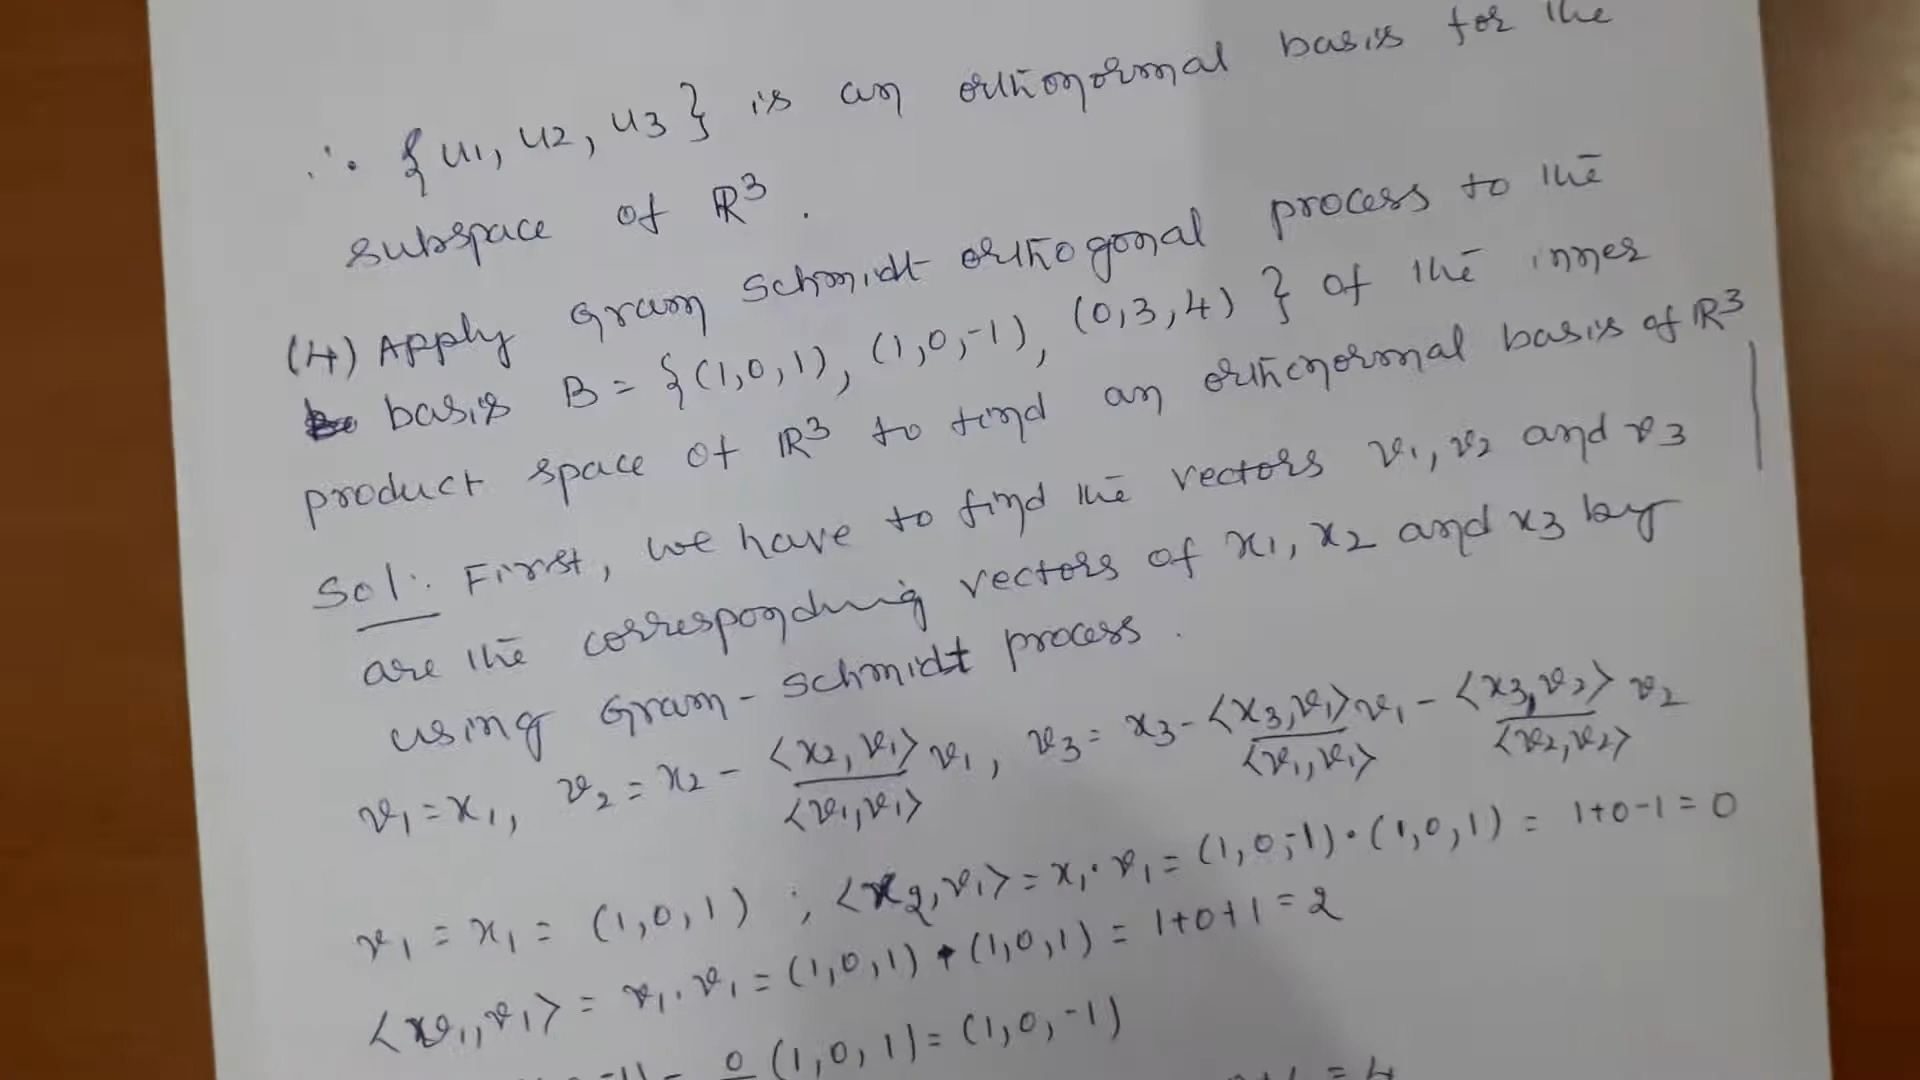 ∴ {u1, u2, u3} is an orthonormal basis for the
subspace of ℝ³.
(4) Apply Gram Schmidt orthogonal process to the
basis B = {(1,0,1), (1,0,-1), (0,3,4)} of the inner
product space of ℝ³ to find an orthonormal basis of ℝ³
Sol: First, we have to find the vectors v1, v2 and v3
are the corresponding vectors of x1, x2 and x3 by
using Gram-Schmidt process.
v1 = x1, v2 = x2 - <x2, v1>/<v1, v1> v1, v3 = x3 - <x3, v1>/<v1, v1> v1 - <x3, v2>/<v2, v2> v2
v1 = x1 = (1,0,1) ; <x2, v1> = x1 · v1 = (1,0,-1) · (1,0,1) = 1+0-1 = 0
<v1, v1> = v1 · v1 = (1,0,1) · (1,0,1) = 1+0+1 = 2
0 (1,0,1) = (1,0,-1)
= 4